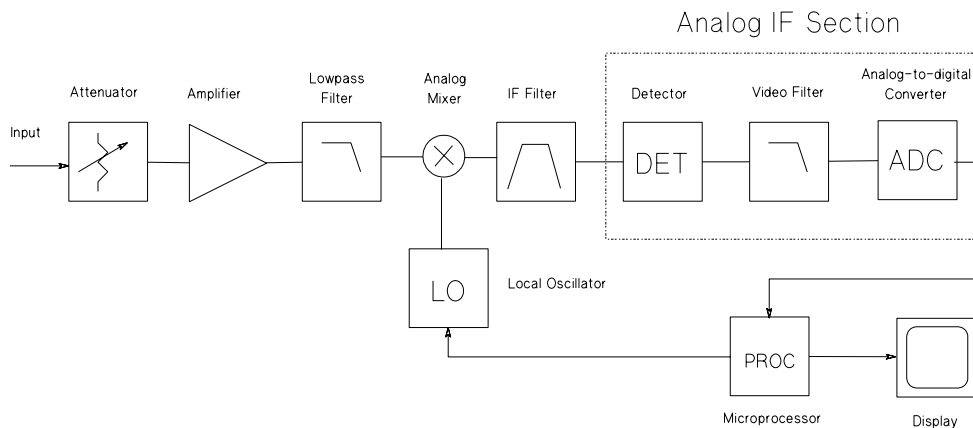 Analog IF Section
Attenuator
Amplifier
Lowpass
Filter
Analog
Mixer
IF Filter
Detector
Video Filter
Analog-to-digital
Converter
Input
DET
ADC
LO
Local Oscillator
PROC
Microprocessor
Display